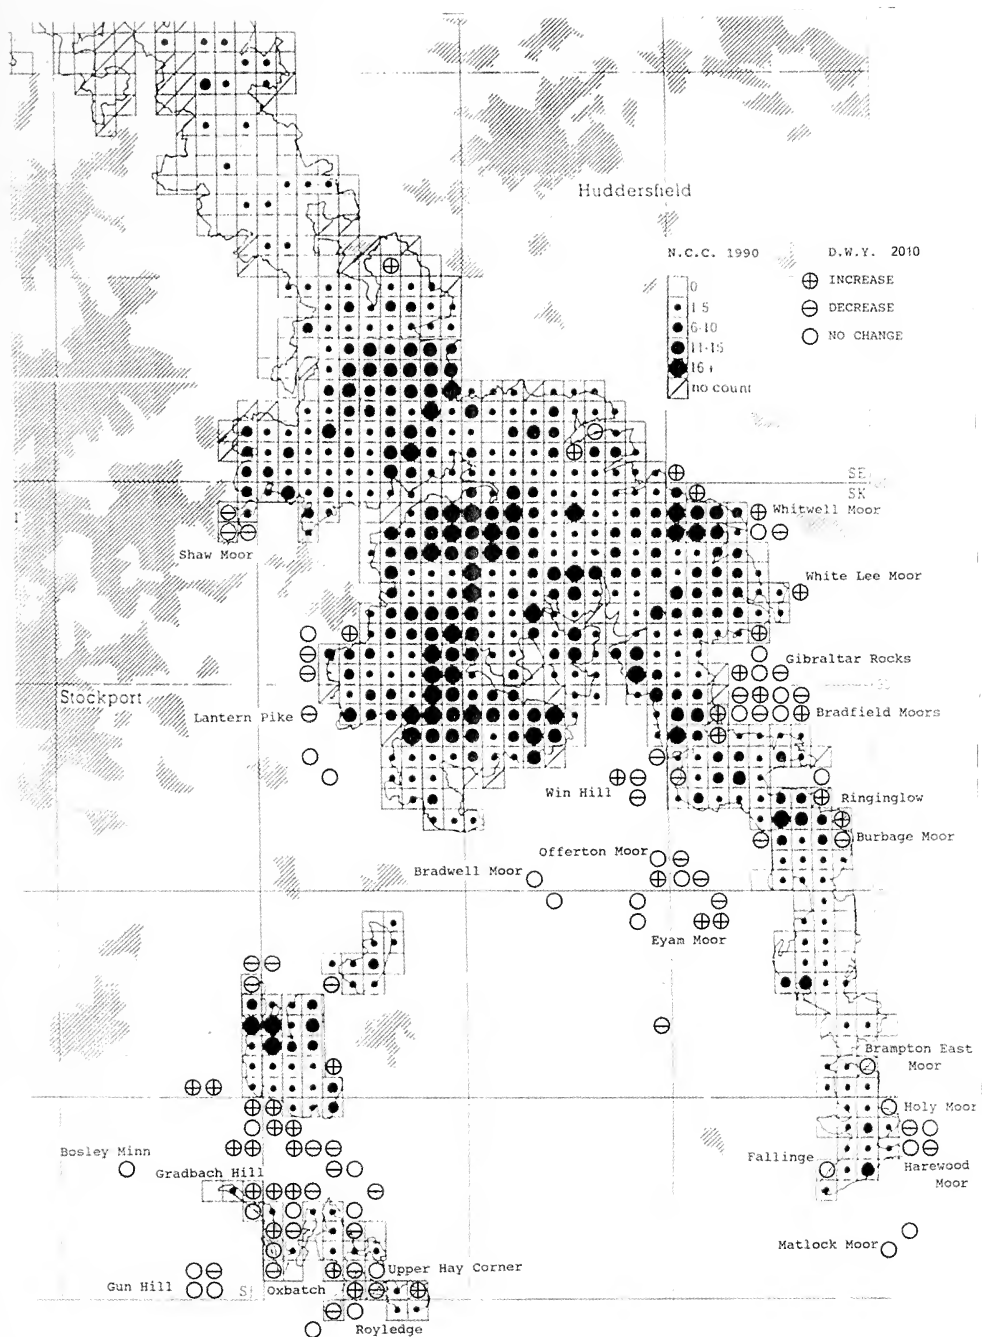 Huddersfield
N.C.C. 1990 D.W.Y. 2010
0 INCREASE
1-5 DECREASE
6-10 NO CHANGE
11-15
16+
no count
SE
SK
Whitwell Moor
Shaw Moor
White Lee Moor
Gibraltar Rocks
Stockport
Lantern Pike
Bradfield Moors
Win Hill
Ringinglow
Burbage Moor
Offerton Moor
Bradwell Moor
Eyam Moor
Brampton East
Moor
Holy Moor
Bosley Minn
Fallinge
Harewood
Moor
Gradbach Hill
Matlock Moor
Upper Hay Corner
Gun Hill
Oxbatch
Royledge